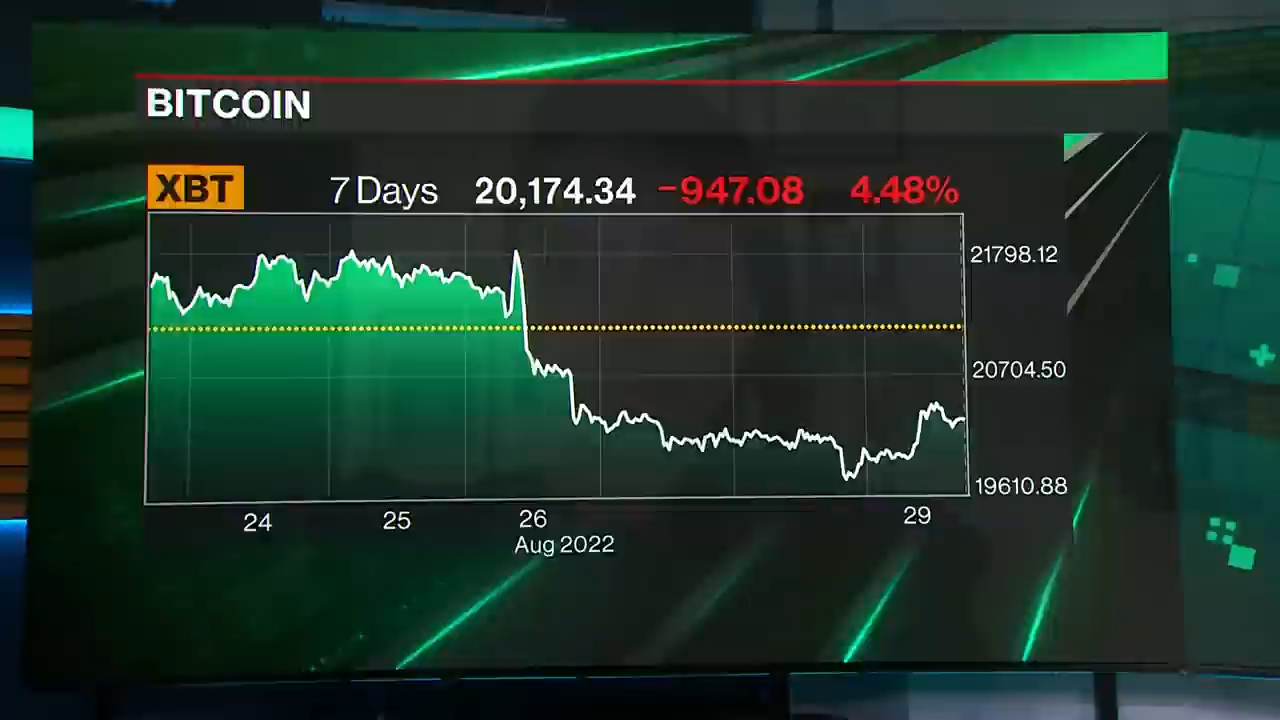 BITCOIN
XBT 7 Days 20,174.34 -947.08 4.48%
21798.12
20704.50
19610.88
24 25 26 29
Aug 2022